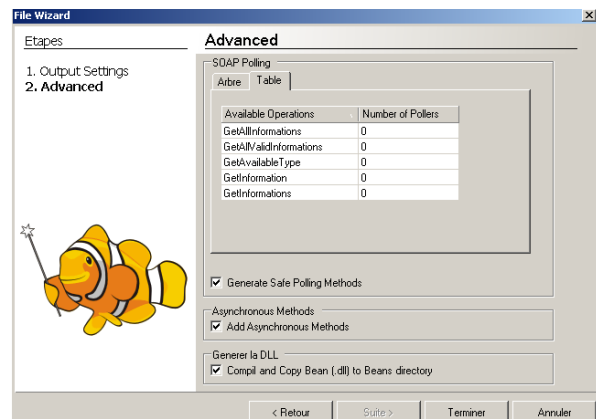 File Wizard
Etapes
1. Output Settings
2. Advanced
Advanced
SOAP Polling
Arbre Table
Available Operations Number of Pollers
GetAllInformations 0
GetAllValidInformations 0
GetAvailableType 0
GetInformation 0
GetInformations 0
Generate Safe Polling Methods
Asynchronous Methods
Add Asynchronous Methods
Generer la DLL
Compil and Copy Bean (.dll) to Beans directory
< Retour Suite > Terminer Annuler